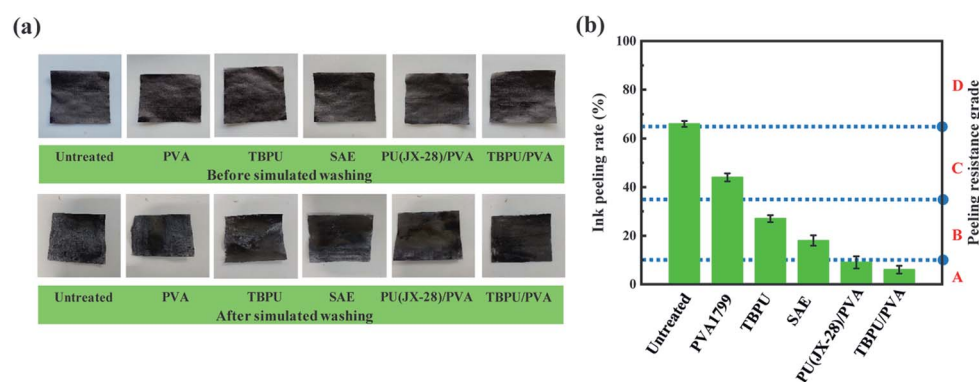 (a)
Untreated PVA TBPU SAE PU(JX-28)/PVA TBPU/PVA
Before simulated washing
Untreated PVA TBPU SAE PU(JX-28)/PVA TBPU/PVA
After simulated washing
(b)
Ink peeling rate (%)
100
80
60
40
20
0
Untreated
PVA1799
TBPU
SAE
PU(JX-28)/PVA
TBPU/PVA
D
C
B
A
Peeling resistance grade